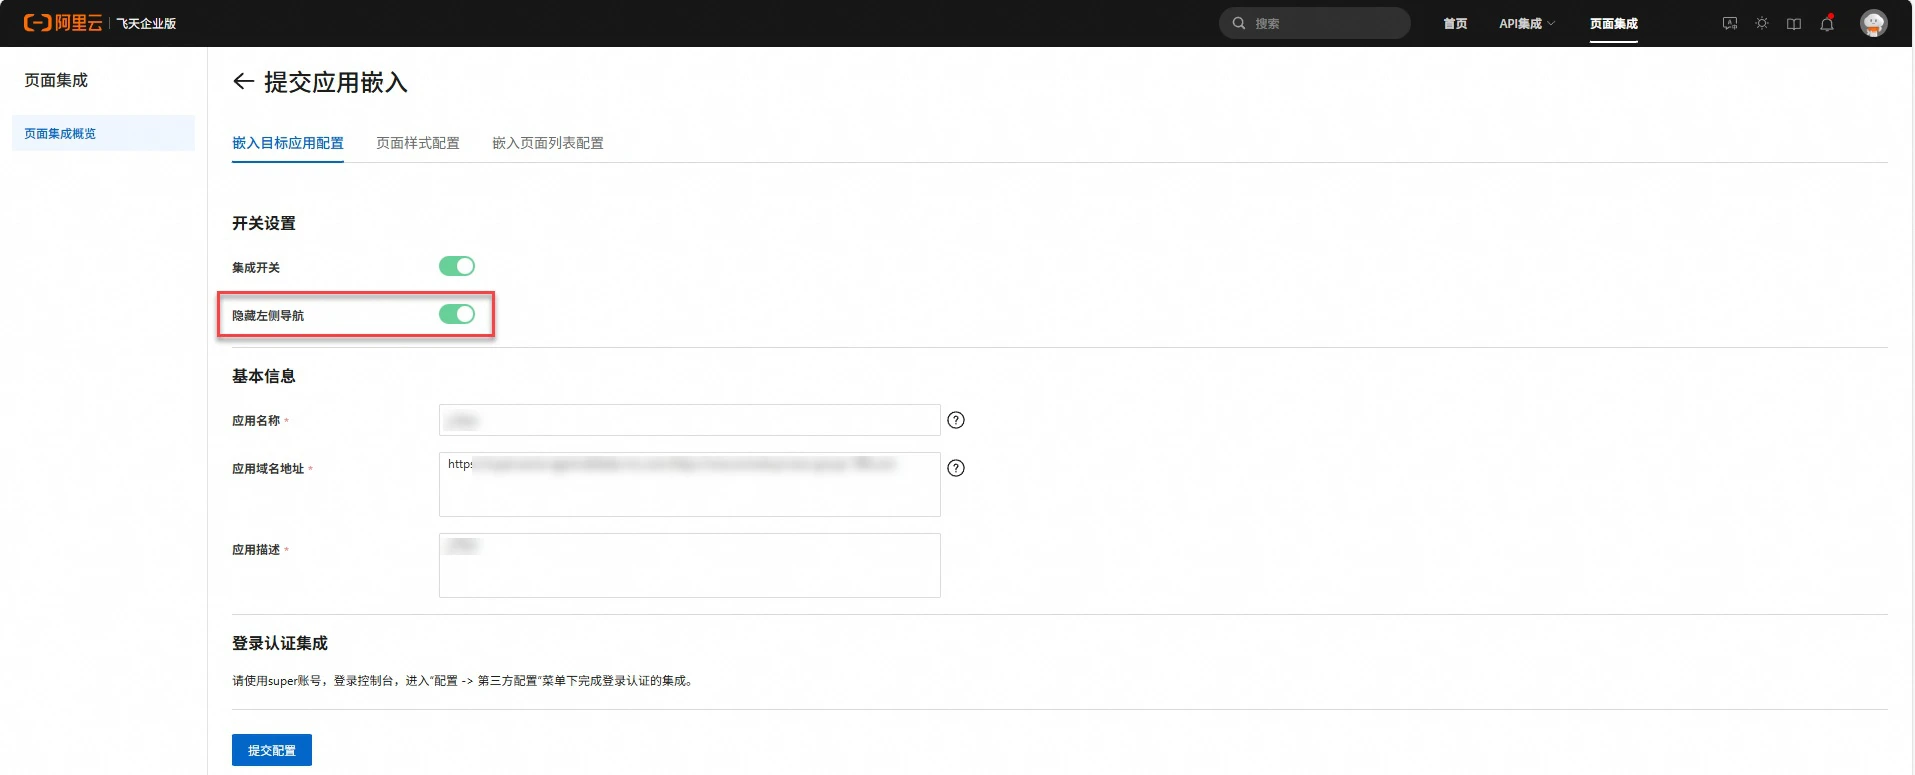 阿里云 飞天企业版 搜索 首页 API集成 页面集成
页面集成
页面集成概览
提交应用嵌入
嵌入目标应用配置 页面样式配置 嵌入页面列表配置
开关设置
集成开关
隐藏左侧导航
基本信息
应用名称 *
应用域名地址 *
https
应用描述 *
登录认证集成
请使用super账号，登录控制台，进入“配置 -> 第三方配置”菜单下完成登录认证的集成。
提交配置